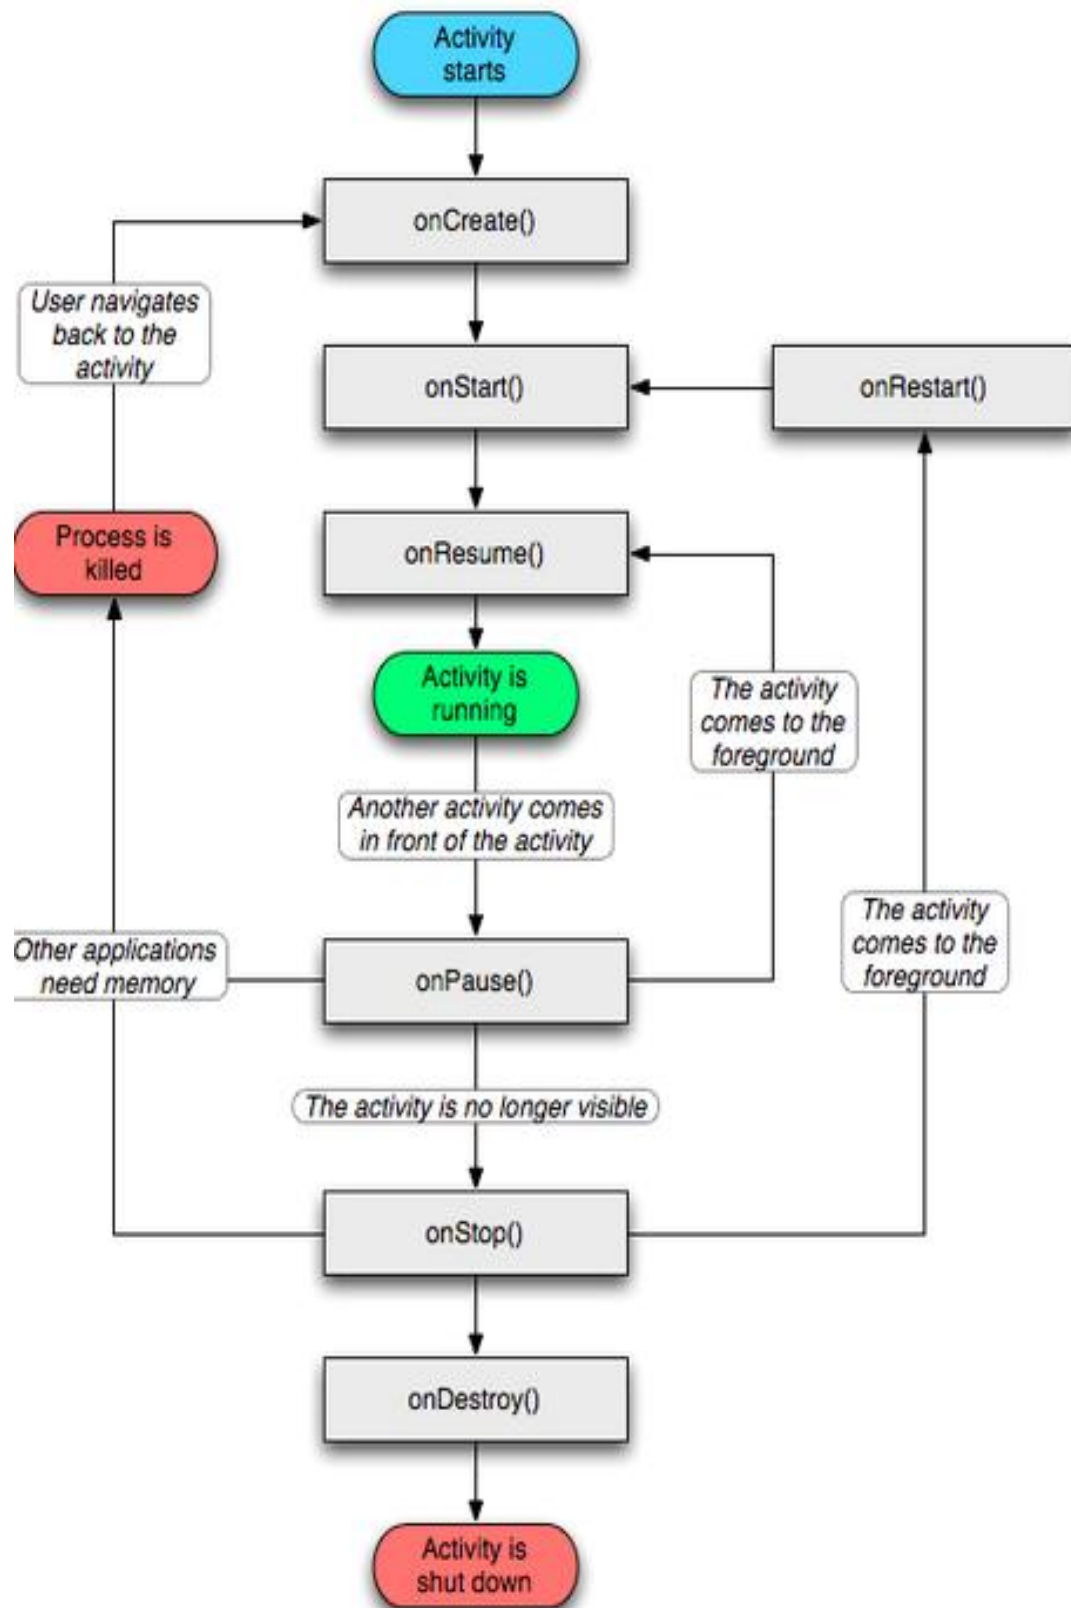 Activity
starts
onCreate()
User navigates
back to the
activity
onStart()
onRestart()
Process is
killed
onResume()
Activity is
running
The activity
comes to the
foreground
Another activity comes
in front of the activity
The activity
comes to the
foreground
Other applications
need memory
onPause()
The activity is no longer visible
onStop()
onDestroy()
Activity is
shut down